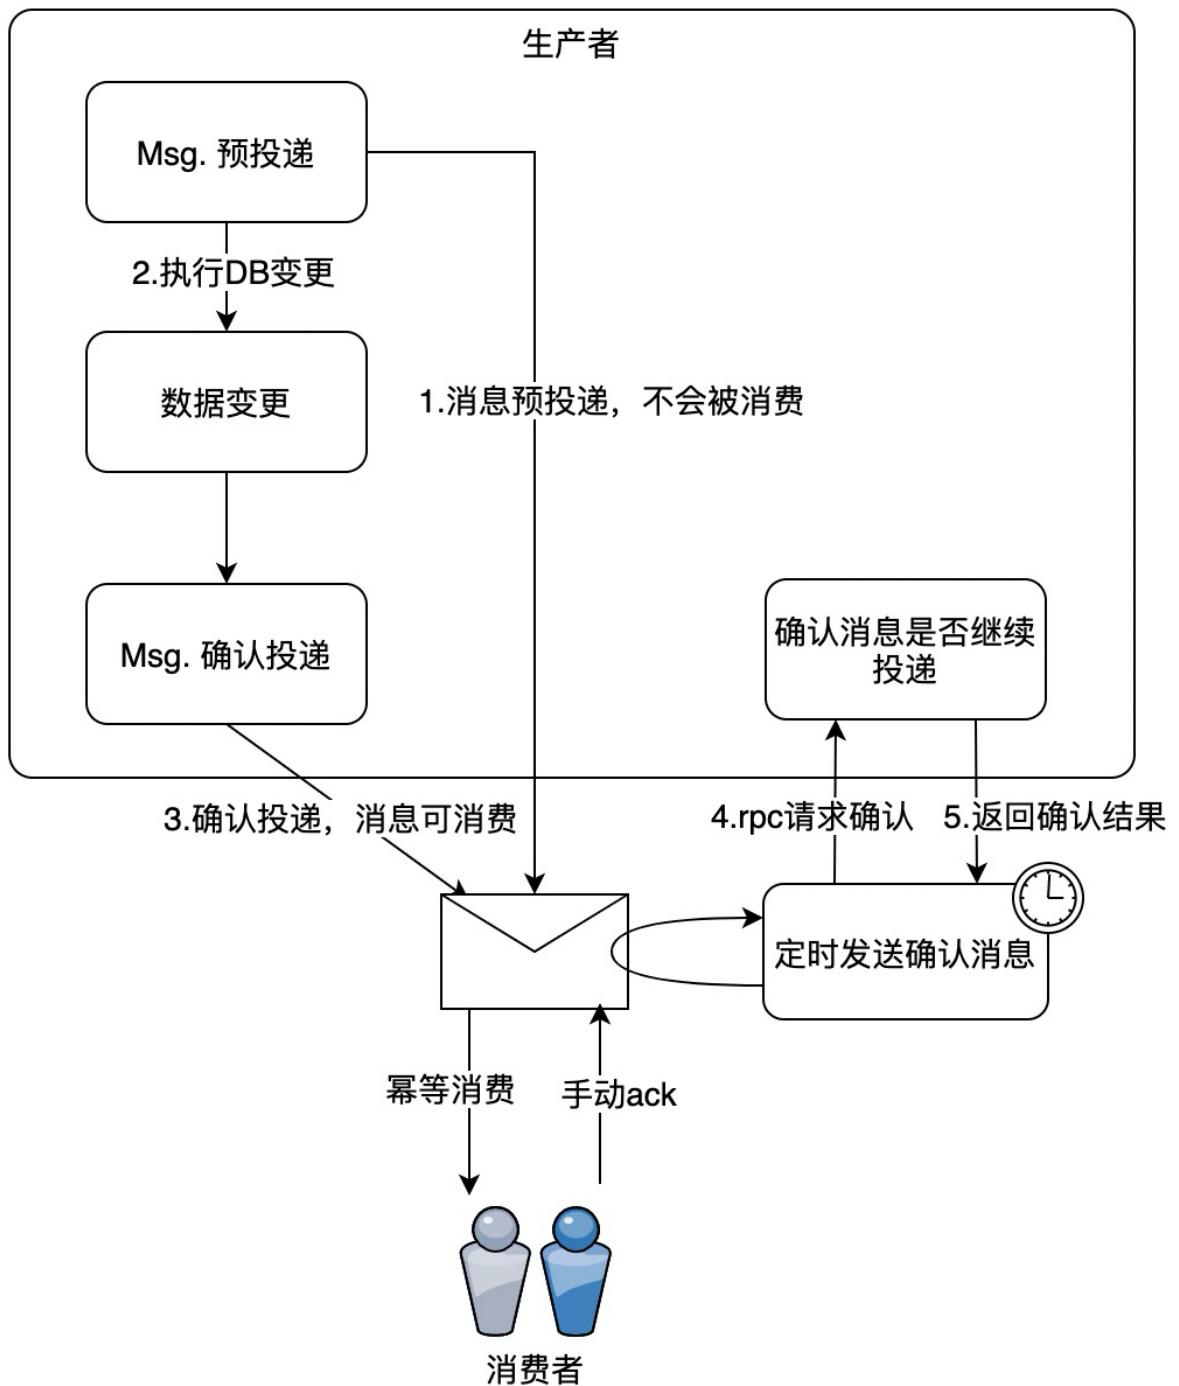 生产者
Msg. 预投递
2.执行DB变更
数据变更
1.消息预投递，不会被消费
Msg. 确认投递
确认消息是否继续
投递
3.确认投递，消息可消费
4.rpc请求确认
5.返回确认结果
定时发送确认消息
幂等消费
手动ack
消费者